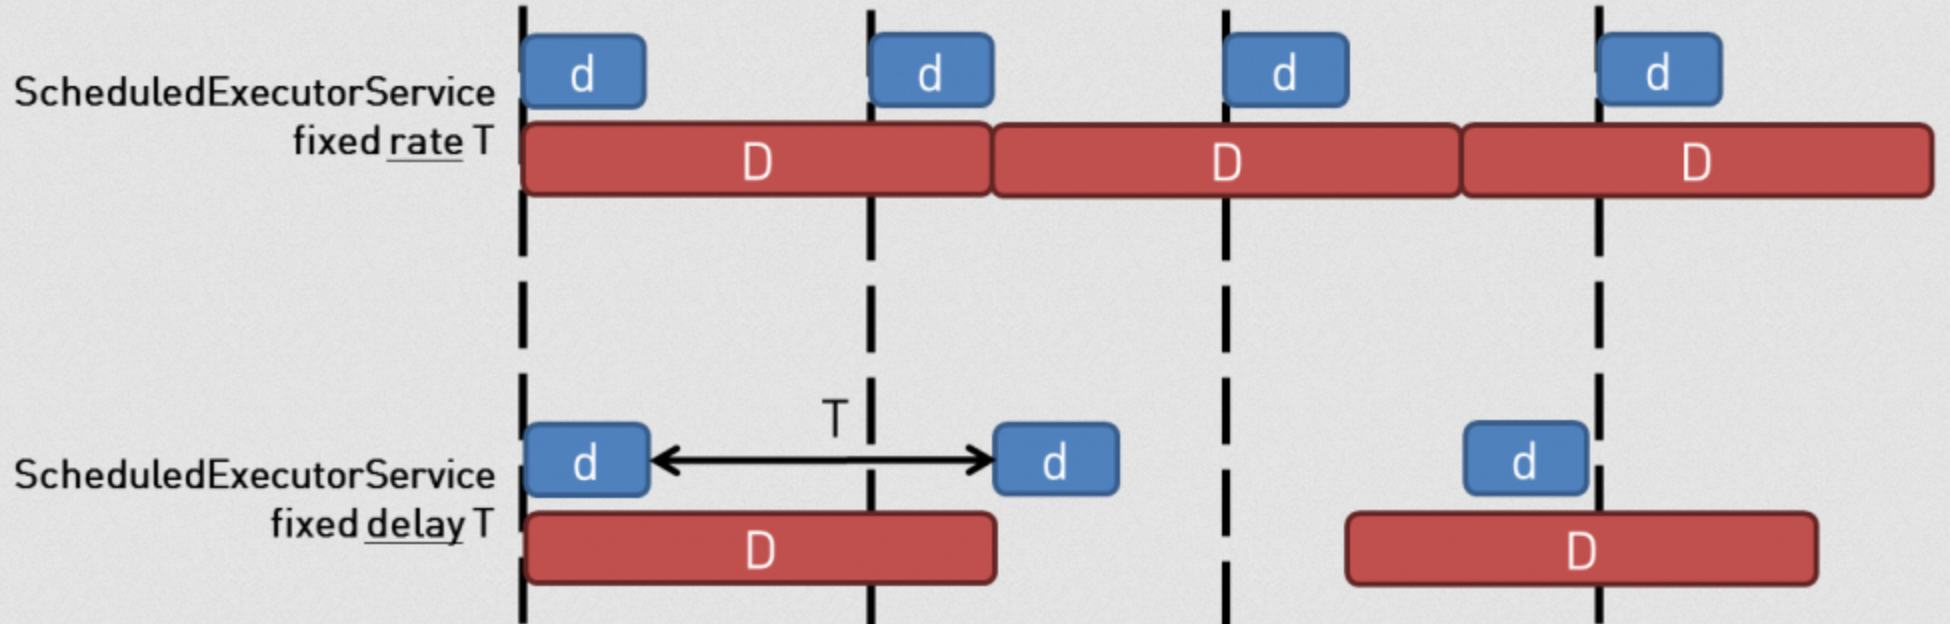 d d d d
ScheduledExecutorService
fixed rate T
D D D
T
d d d
ScheduledExecutorService
fixed delay T
D D